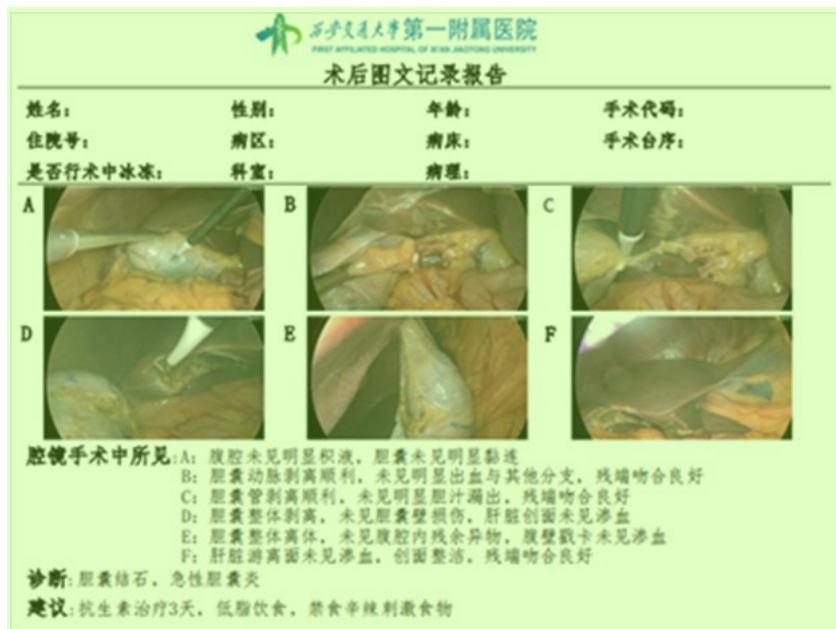 西安交通大学第一附属医院
FIRST AFFILIATED HOSPITAL OF XI'AN JIAOTONG UNIVERSITY
术后图文记录报告
姓名: 性别: 年龄: 手术代码:
住院号: 病区: 病床: 手术台序:
是否行术中冰冻: 科室: 病理:
A B C
D E F
腔镜手术中所见:A: 腹腔未见明显积液, 胆囊未见明显黏连
B: 胆囊动脉剥离顺利, 未见明显出血与其他分支, 残端吻合良好
C: 胆囊管剥离顺利, 未见明显胆汁漏出, 残端吻合良好
D: 胆囊整体剥离, 未见胆囊壁损伤, 肝脏创面未见渗血
E: 胆囊整体离体, 未见腹腔内残余异物, 腹壁戳卡未见渗血
F: 肝脏游离面未见渗血, 创面整洁, 残端吻合良好
诊断:胆囊结石, 急性胆囊炎
建议:抗生素治疗3天, 低脂饮食, 禁食辛辣刺激食物